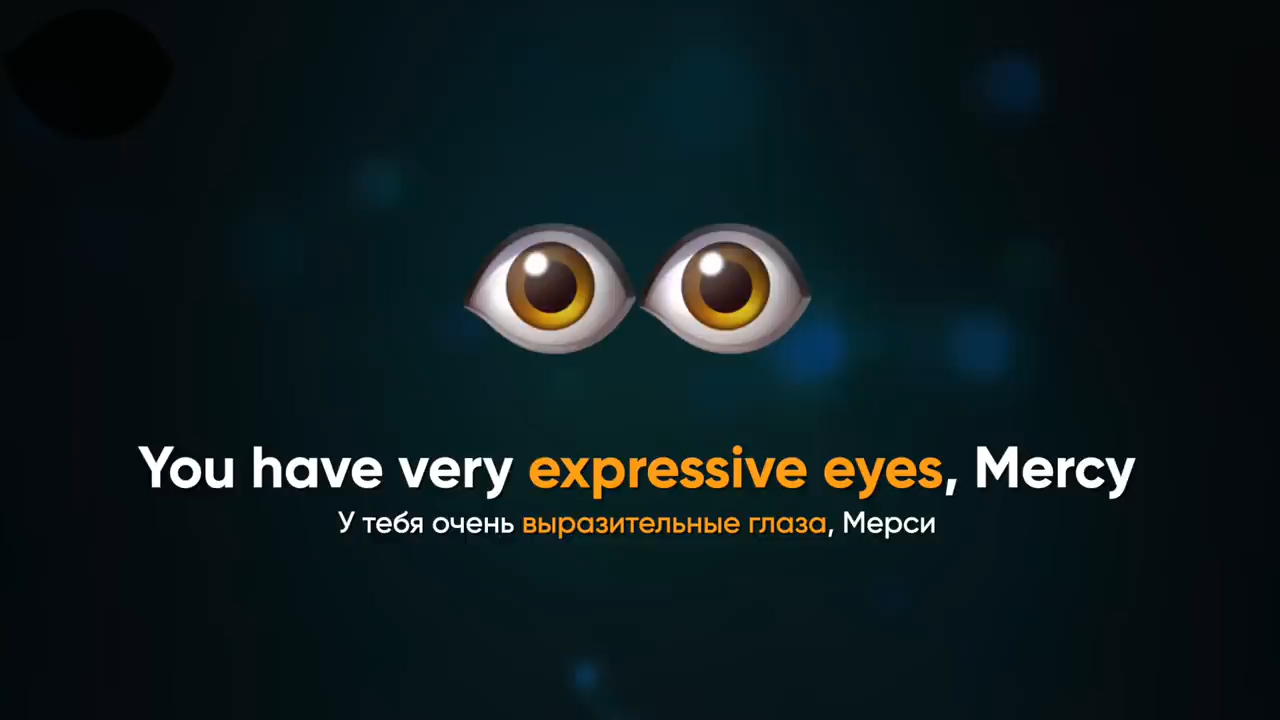 You have very expressive eyes, Mercy
У тебя очень выразительные глаза, Мерси